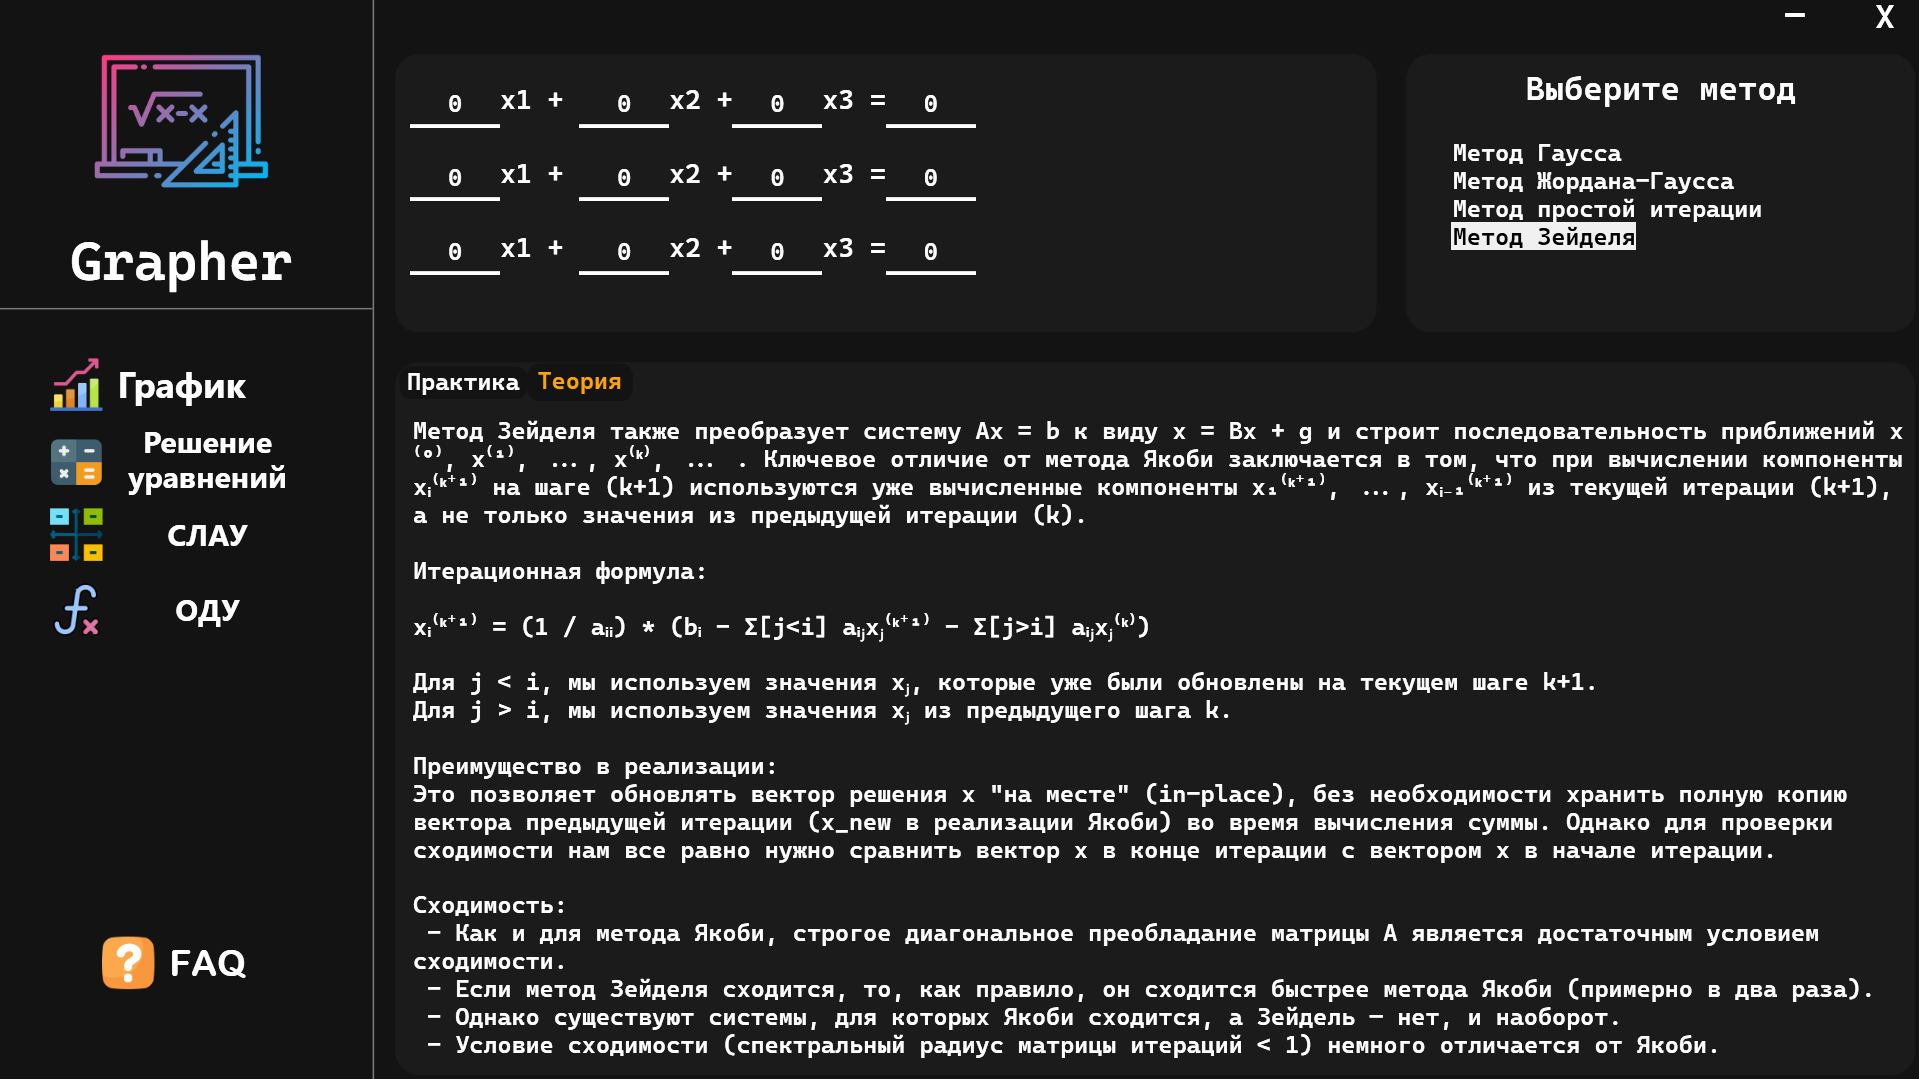 – X
√x-x
Grapher
График
Решение
уравнений
СЛАУ
ОДУ
FAQ
0 x1 + 0 x2 + 0 x3 = 0
0 x1 + 0 x2 + 0 x3 = 0
0 x1 + 0 x2 + 0 x3 = 0
Выберите метод
Метод Гаусса
Метод Жордана-Гаусса
Метод простой итерации
Метод Зейделя
Практика Теория
Метод Зейделя также преобразует систему Ax = b к виду x = Bx + g и строит последовательность приближений x
⁽⁰⁾, x⁽¹⁾, ..., x⁽ᵏ⁾, ... . Ключевое отличие от метода Якоби заключается в том, что при вычислении компоненты
xᵢ⁽ᵏ⁺¹⁾ на шаге (k+1) используются уже вычисленные компоненты x₁⁽ᵏ⁺¹⁾, ..., xᵢ₋₁⁽ᵏ⁺¹⁾ из текущей итерации (k+1),
а не только значения из предыдущей итерации (k).
Итерационная формула:
xᵢ⁽ᵏ⁺¹⁾ = (1 / aᵢᵢ) * (bᵢ - Σ[j<i] aᵢⱼxⱼ⁽ᵏ⁺¹⁾ - Σ[j>i] aᵢⱼxⱼ⁽ᵏ⁾)
Для j < i, мы используем значения xⱼ, которые уже были обновлены на текущем шаге k+1.
Для j > i, мы используем значения xⱼ из предыдущего шага k.
Преимущество в реализации:
Это позволяет обновлять вектор решения x "на месте" (in-place), без необходимости хранить полную копию
вектора предыдущей итерации (x_new в реализации Якоби) во время вычисления суммы. Однако для проверки
сходимости нам все равно нужно сравнить вектор x в конце итерации с вектором x в начале итерации.
Сходимость:
- Как и для метода Якоби, строгое диагональное преобладание матрицы A является достаточным условием
сходимости.
- Если метод Зейделя сходится, то, как правило, он сходится быстрее метода Якоби (примерно в два раза).
- Однако существуют системы, для которых Якоби сходится, а Зейдель – нет, и наоборот.
- Условие сходимости (спектральный радиус матрицы итераций < 1) немного отличается от Якоби.